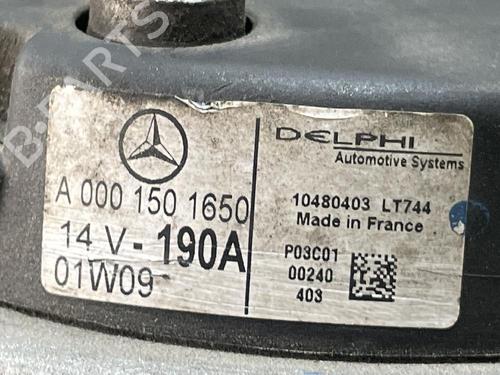 B-PARTS
A 000 150 1650
14 V - 190A
01W09
DELPHI
Automotive Systems
10480403 LT744
Made in France
P03C01
00240
403